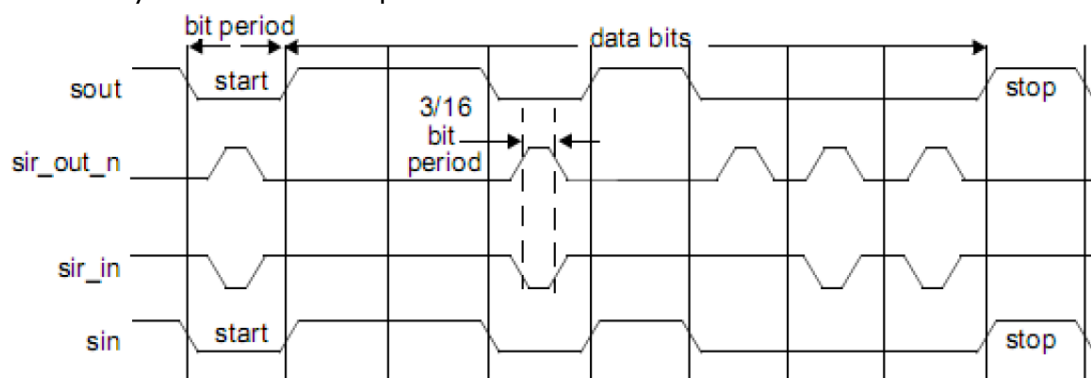 bit period
data bits
sout
start
stop
3/16
bit
period
sir_out_n
sir_in
sin
start
stop